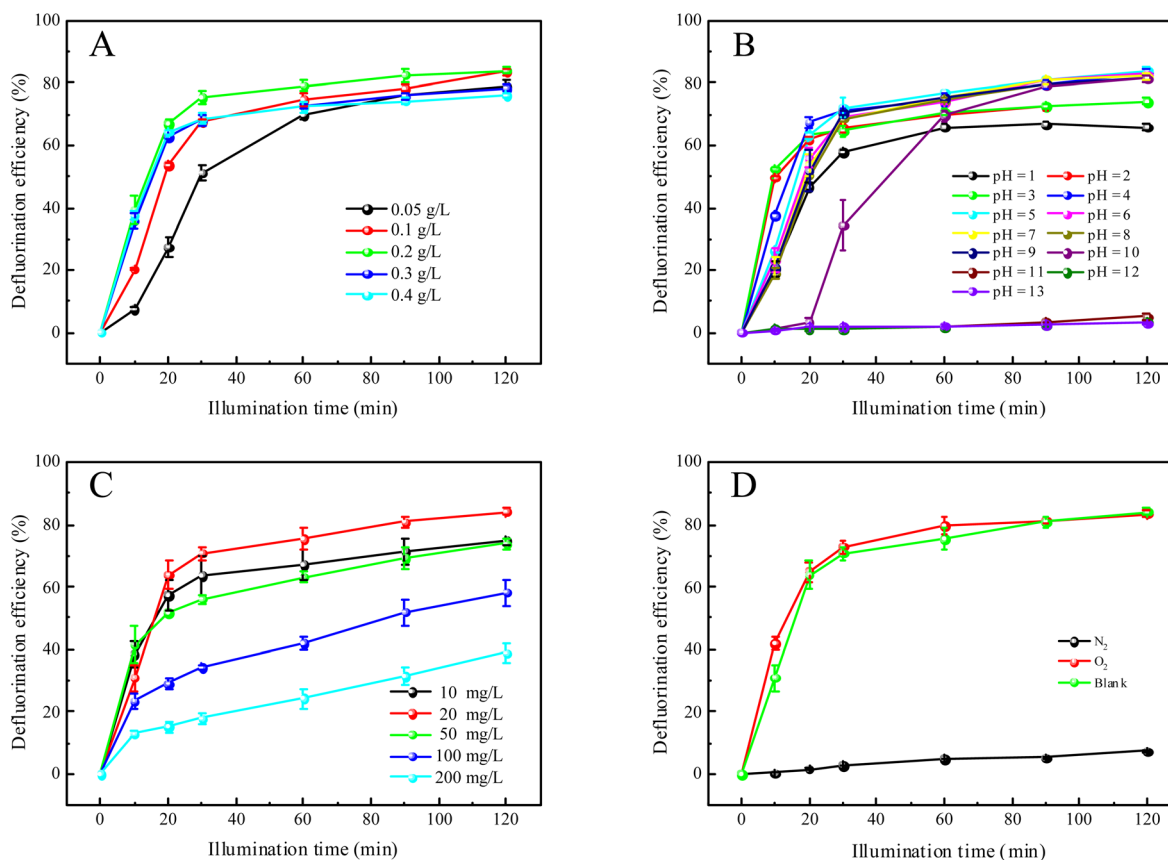 A
Defluorination efficiency (%)
100
80
60
40
20
0
0.05 g/L
0.1 g/L
0.2 g/L
0.3 g/L
0.4 g/L
0 20 40 60 80 100 120
Illumination time (min)
B
Defluorination efficiency (%)
100
80
60
40
20
0
pH = 1 pH = 2
pH = 3 pH = 4
pH = 5 pH = 6
pH = 7 pH = 8
pH = 9 pH = 10
pH = 11 pH = 12
pH = 13
0 20 40 60 80 100 120
Illumination time (min)
C
Defluorination efficiency (%)
100
80
60
40
20
0
10 mg/L
20 mg/L
50 mg/L
100 mg/L
200 mg/L
0 20 40 60 80 100 120
Illumination time (min)
D
Defluorination efficiency (%)
100
80
60
40
20
0
N₂
O₂
Blank
0 20 40 60 80 100 120
Illumination time (min)